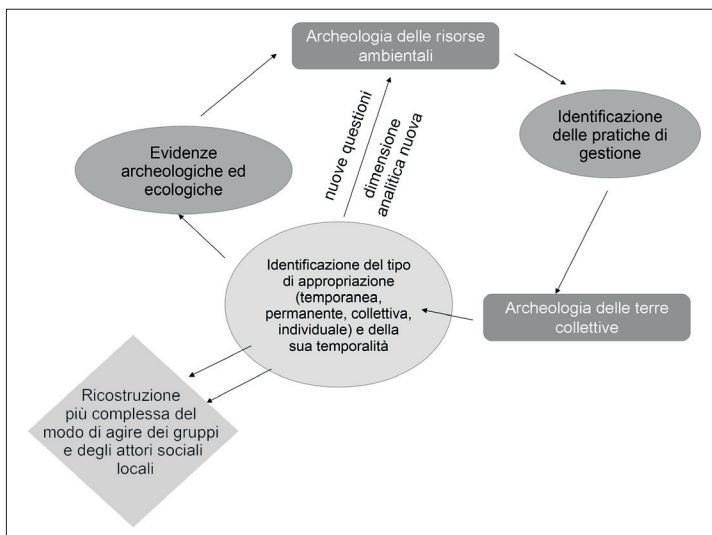 Archeologia delle risorse
ambientali
Identificazione
delle pratiche di
gestione
Evidenze
archeologiche ed
ecologiche
nuove questioni
dimensione
analitica nuova
Identificazione del tipo
di appropriazione
(temporanea,
permanente, collettiva,
individuale) e della
sua temporalità
Archeologia delle terre
collettive
Ricostruzione
più complessa del
modo di agire dei gruppi
e degli attori sociali
locali